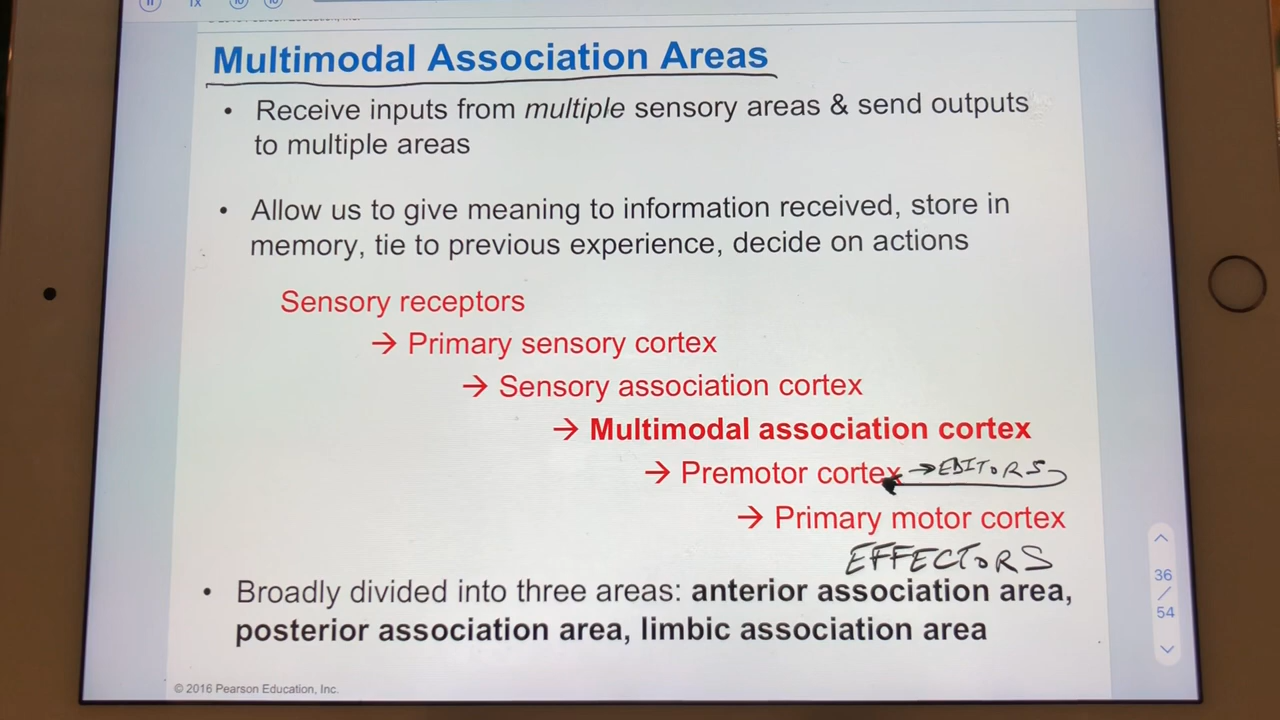 1x
Multimodal Association Areas
• Receive inputs from multiple sensory areas & send outputs
to multiple areas
• Allow us to give meaning to information received, store in
memory, tie to previous experience, decide on actions
Sensory receptors
→ Primary sensory cortex
→ Sensory association cortex
→ Multimodal association cortex
→ Premotor cortex → EDITORS
→ Primary motor cortex
EFFECTORS
• Broadly divided into three areas: anterior association area,
posterior association area, limbic association area
36
/
54
© 2016 Pearson Education, Inc.